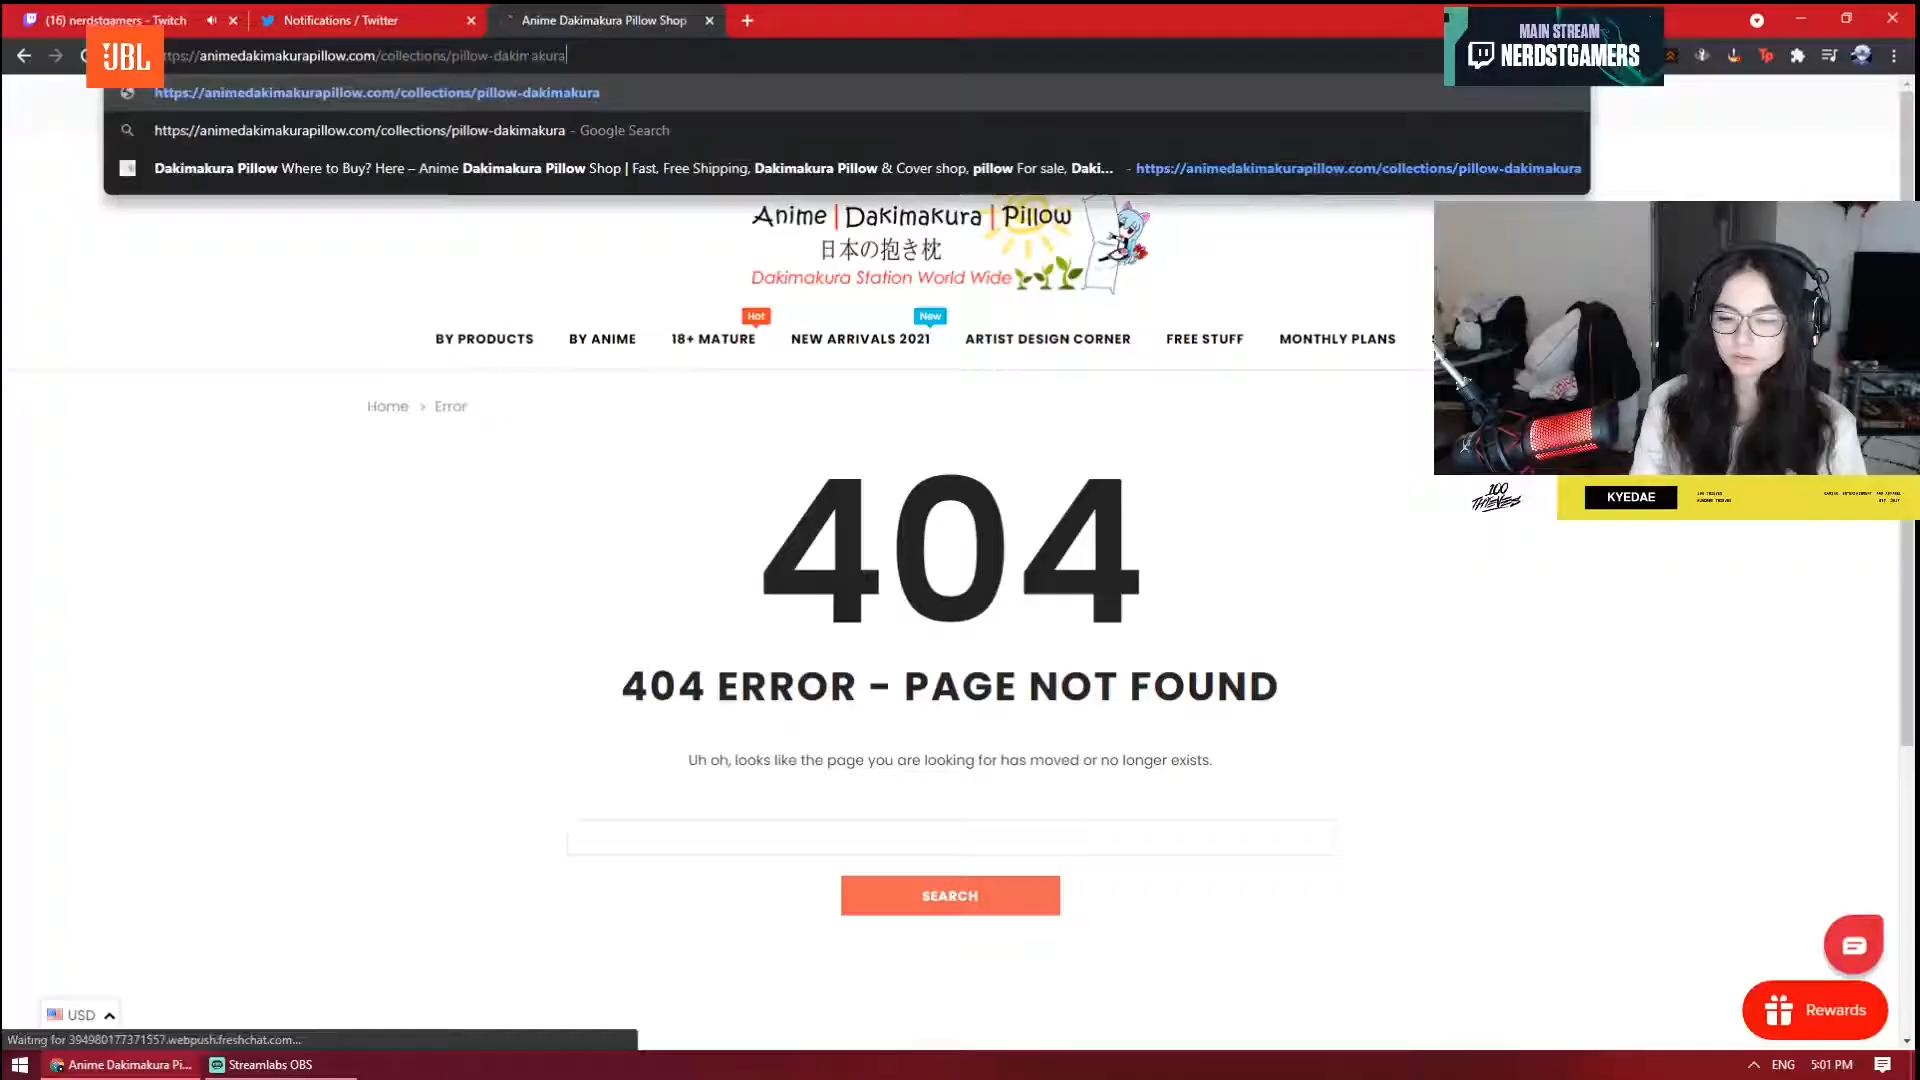 (16) nerdstgamers - Twitch
Notifications / Twitter
Anime Dakimakura Pillow Shop
JBL
tps://animedakimakurapillow.com/collections/pillow-dakimakura
MAIN STREAM
NERDSTGAMERS
Tp
https://animedakimakurapillow.com/collections/pillow-dakimakura
https://animedakimakurapillow.com/collections/pillow-dakimakura - Google Search
Dakimakura Pillow Where to Buy? Here – Anime Dakimakura Pillow Shop | Fast, Free Shipping, Dakimakura Pillow & Cover shop, pillow For sale, Daki... - https://animedakimakurapillow.com/collections/pillow-dakimakura
Anime | Dakimakura | Pillow
日本の抱き枕
Dakimakura Station World Wide
Hot
New
BY PRODUCTS
BY ANIME
18+ MATURE
NEW ARRIVALS 2021
ARTIST DESIGN CORNER
FREE STUFF
MONTHLY PLANS
Home > Error
404
404 ERROR - PAGE NOT FOUND
Uh oh, looks like the page you are looking for has moved or no longer exists.
SEARCH
100 THIEVES
KYEDAE
Rewards
USD
Waiting for 394980177371557.webpush.freshchat.com...
Anime Dakimakura Pi...
Streamlabs OBS
ENG
5:01 PM